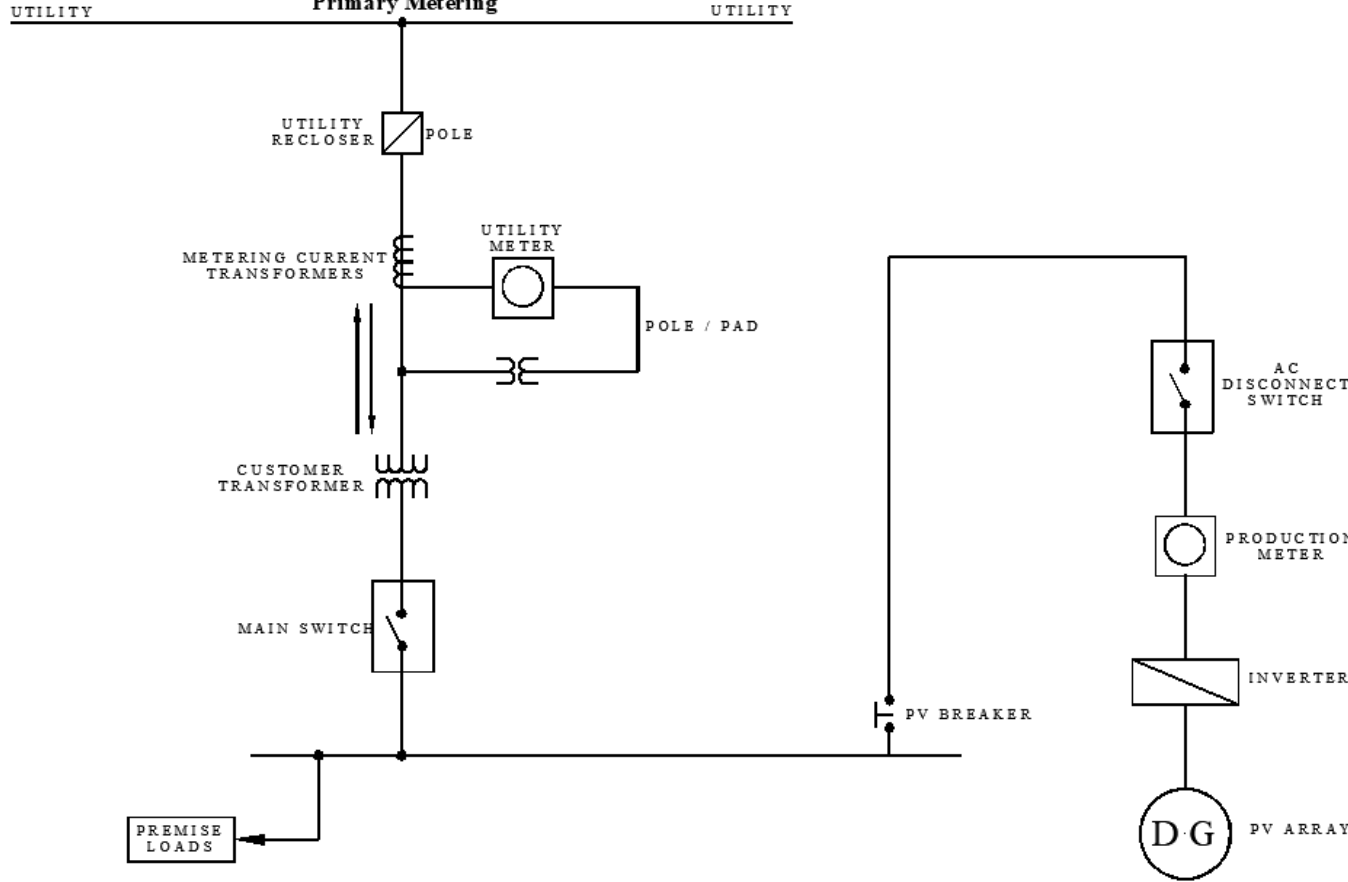 Primary Metering
UTILITY
UTILITY
UTILITY
RECLOSER
POLE
UTILITY
METER
METERING CURRENT
TRANSFORMERS
POLE / PAD
AC
DISCONNECT
SWITCH
CUSTOMER
TRANSFORMER
PRODUCTION
METER
MAIN SWITCH
INVERTER
PV BREAKER
PREMISE
LOADS
D·G
PV ARRAY